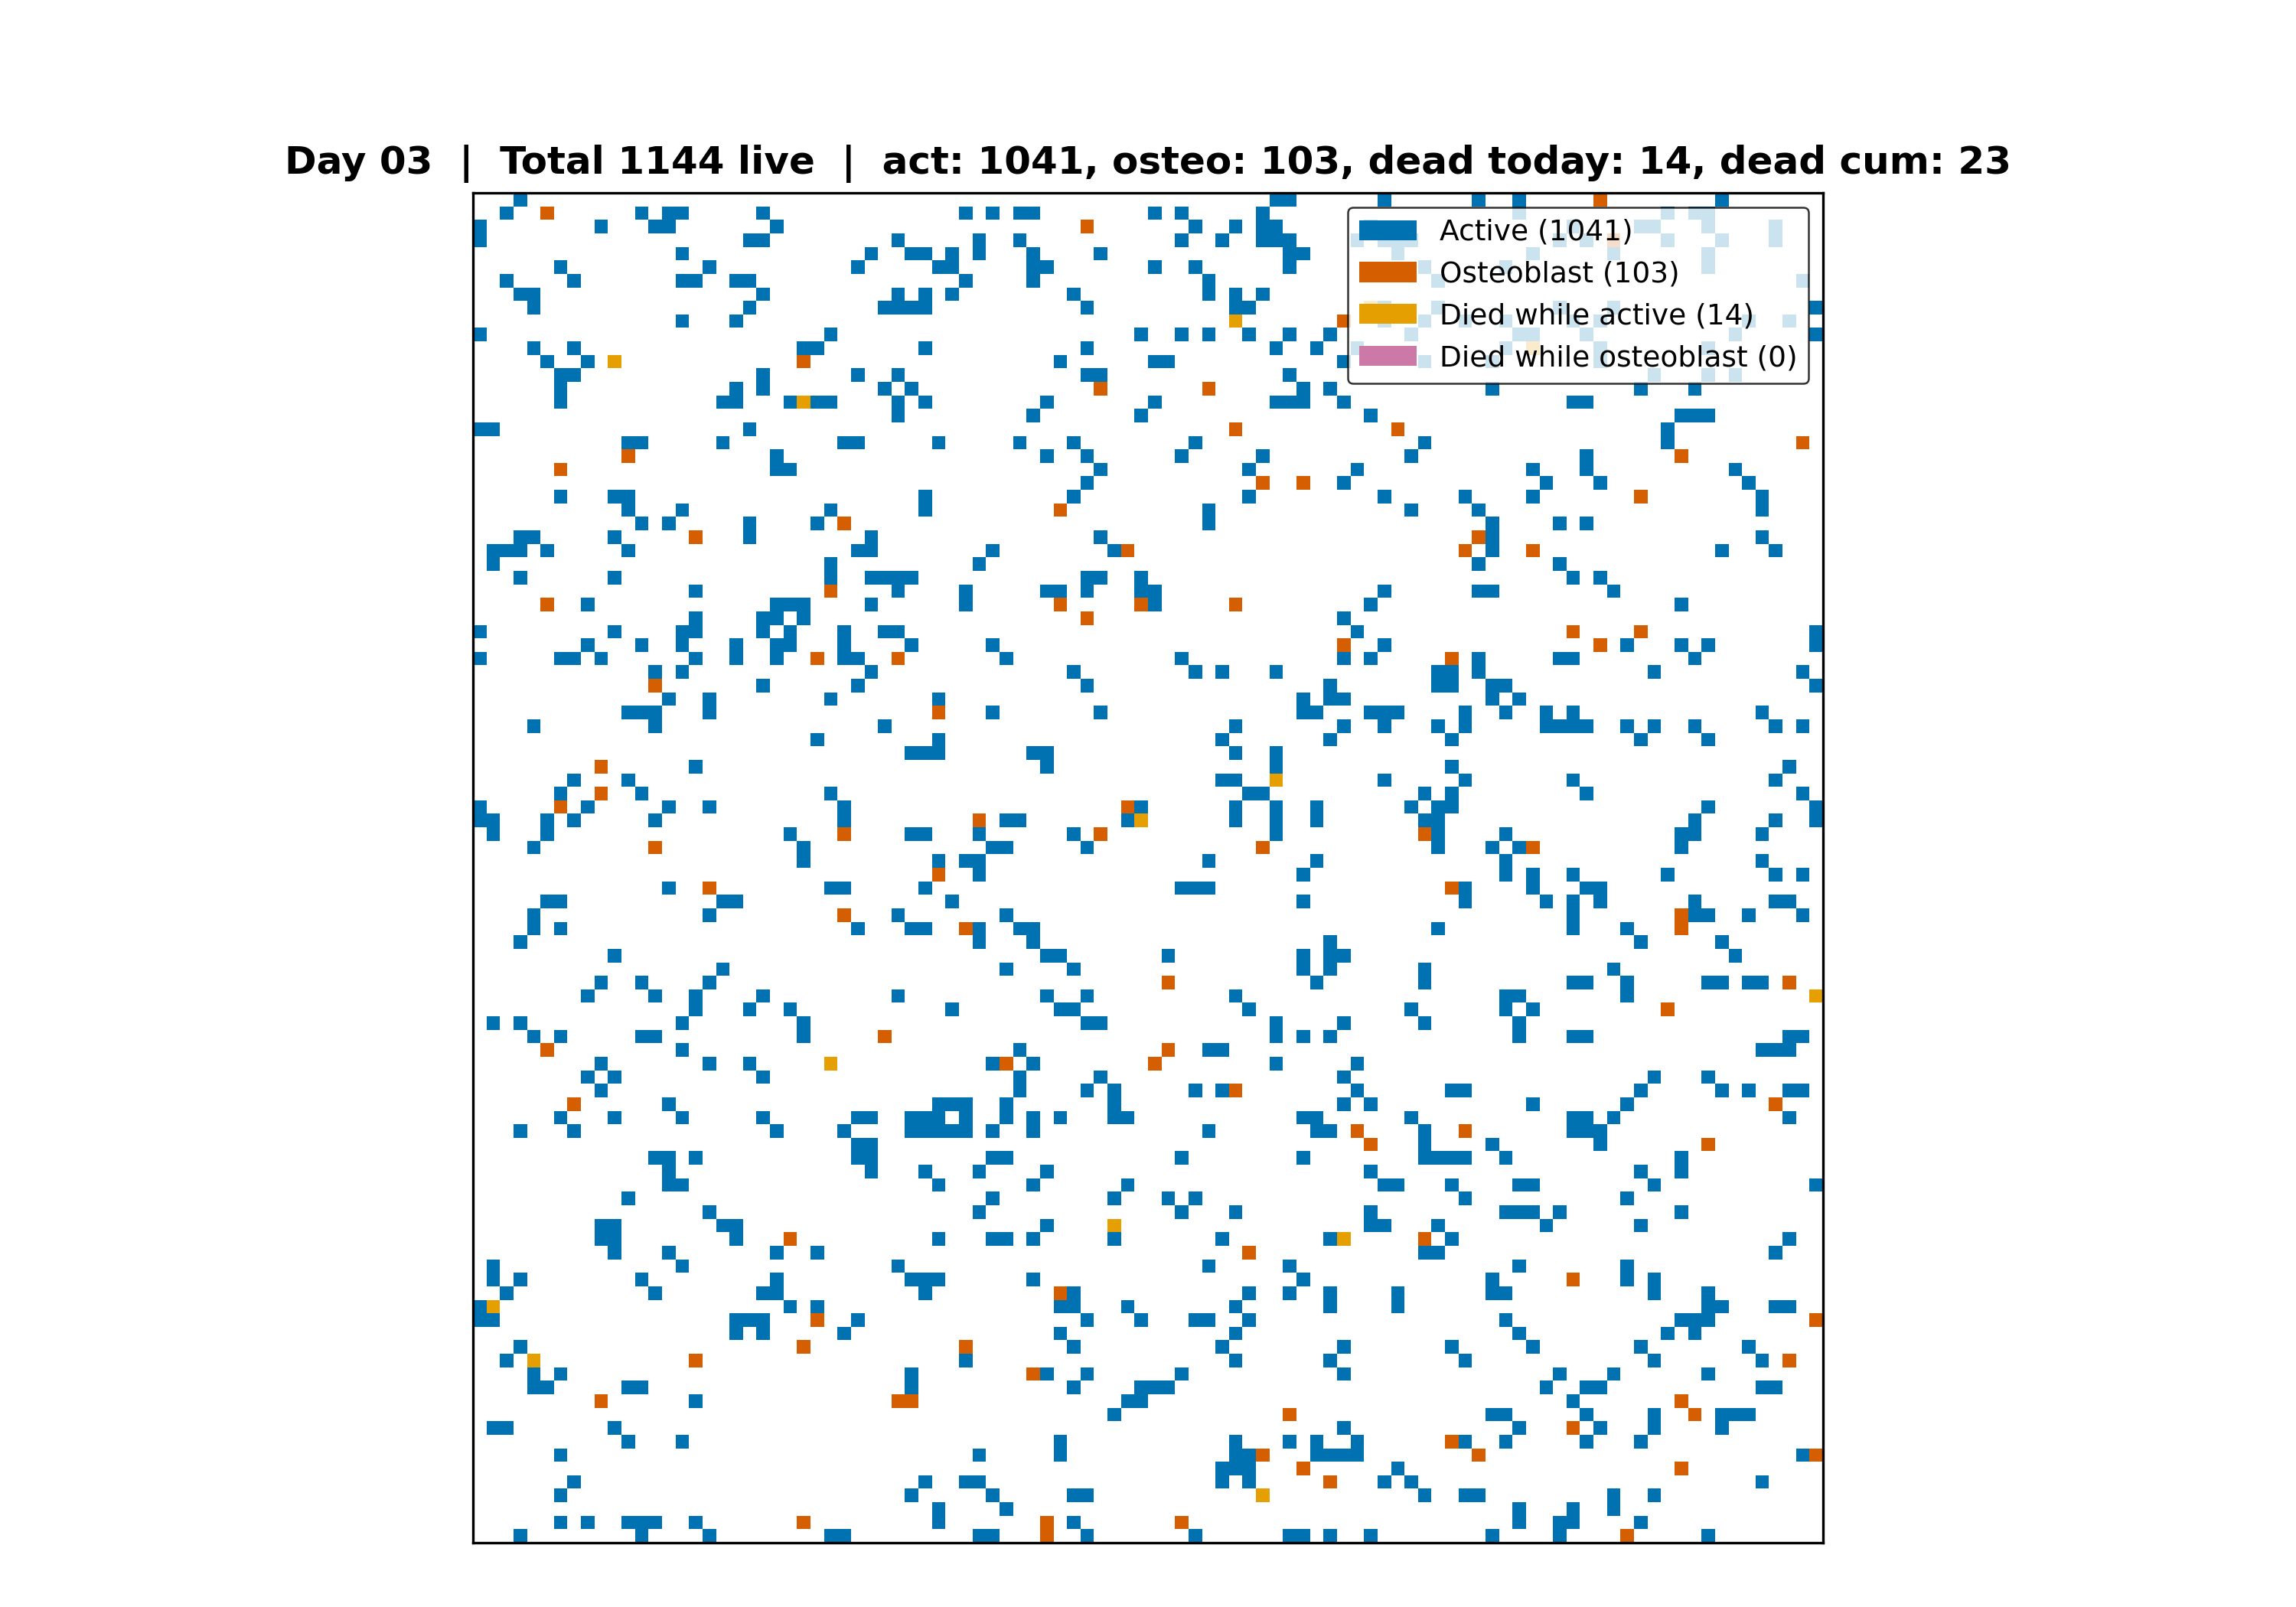 Day 03 | Total 1144 live | act: 1041, osteo: 103, dead today: 14, dead cum: 23
Active (1041)
Osteoblast (103)
Died while active (14)
Died while osteoblast (0)